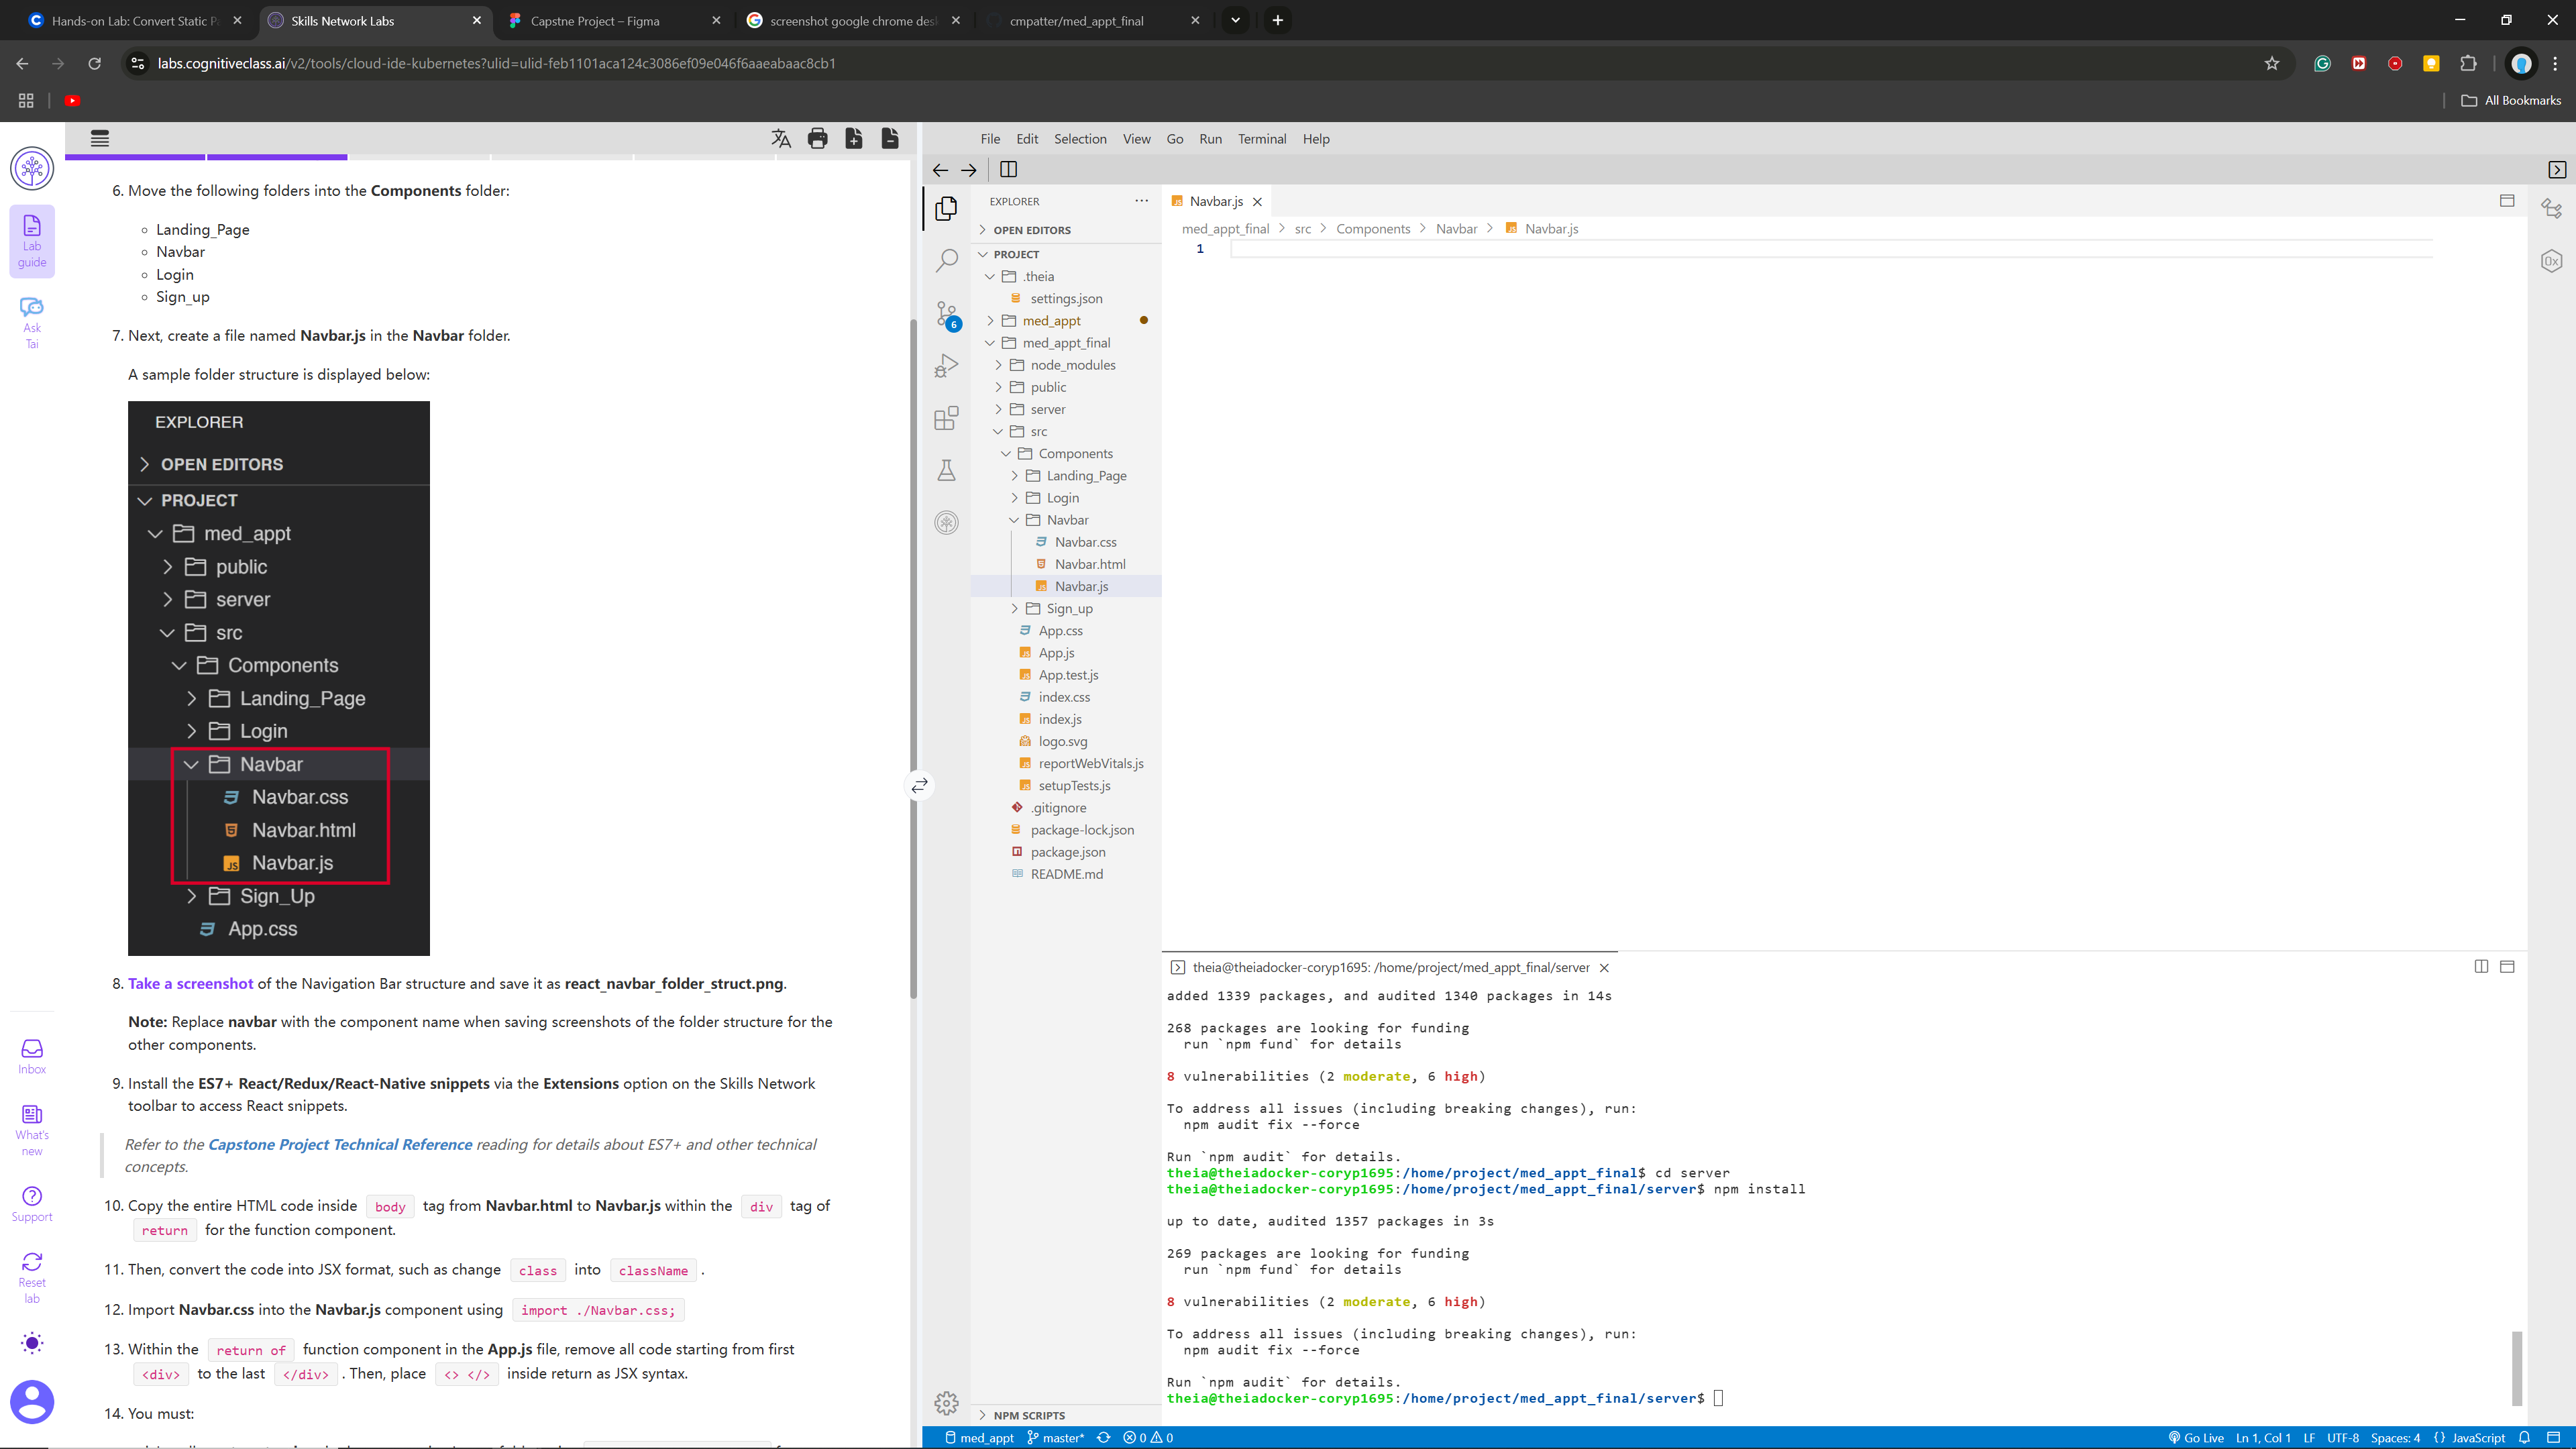 Hands-on Lab: Convert Static Pa
Skills Network Labs
Capstne Project – Figma
screenshot google chrome desk
cmpatter/med_appt_final
labs.cognitiveclass.ai/v2/tools/cloud-ide-kubernetes?ulid=ulid-feb1101aca124c3086ef09e046f6aaeabaac8cb1
All Bookmarks
Lab
guide
Ask
Tai
Inbox
What's
new
Support
Reset
lab
6. Move the following folders into the Components folder:
Landing_Page
Navbar
Login
Sign_up
7. Next, create a file named Navbar.js in the Navbar folder.
A sample folder structure is displayed below:
EXPLORER
OPEN EDITORS
PROJECT
med_appt
public
server
src
Components
Landing_Page
Login
Navbar
Navbar.css
Navbar.html
Navbar.js
Sign_Up
App.css
8. Take a screenshot of the Navigation Bar structure and save it as react_navbar_folder_struct.png.
Note: Replace navbar with the component name when saving screenshots of the folder structure for the
other components.
9. Install the ES7+ React/Redux/React-Native snippets via the Extensions option on the Skills Network
toolbar to access React snippets.
Refer to the Capstone Project Technical Reference reading for details about ES7+ and other technical
concepts.
10. Copy the entire HTML code inside body tag from Navbar.html to Navbar.js within the div tag of
return for the function component.
11. Then, convert the code into JSX format, such as change class into className .
12. Import Navbar.css into the Navbar.js component using import ./Navbar.css;
13. Within the return of function component in the App.js file, remove all code starting from first
<div> to the last </div> . Then, place <> </> inside return as JSX syntax.
14. You must:
File Edit Selection View Go Run Terminal Help
EXPLORER
OPEN EDITORS
PROJECT
.theia
settings.json
med_appt
med_appt_final
node_modules
public
server
src
Components
Landing_Page
Login
Navbar
Navbar.css
Navbar.html
Navbar.js
Sign_up
App.css
App.js
App.test.js
index.css
index.js
logo.svg
reportWebVitals.js
setupTests.js
.gitignore
package-lock.json
package.json
README.md
NPM SCRIPTS
6
Navbar.js
med_appt_final > src > Components > Navbar > Navbar.js
1
theia@theiadocker-coryp1695: /home/project/med_appt_final/server
added 1339 packages, and audited 1340 packages in 14s
268 packages are looking for funding
run `npm fund` for details
8 vulnerabilities (2 moderate, 6 high)
To address all issues (including breaking changes), run:
npm audit fix --force
Run `npm audit` for details.
theia@theiadocker-coryp1695:/home/project/med_appt_final$ cd server
theia@theiadocker-coryp1695:/home/project/med_appt_final/server$ npm install
up to date, audited 1357 packages in 3s
269 packages are looking for funding
run `npm fund` for details
8 vulnerabilities (2 moderate, 6 high)
To address all issues (including breaking changes), run:
npm audit fix --force
Run `npm audit` for details.
theia@theiadocker-coryp1695:/home/project/med_appt_final/server$
med_appt master* 0 0
Go Live Ln 1, Col 1 LF UTF-8 Spaces: 4 {} JavaScript